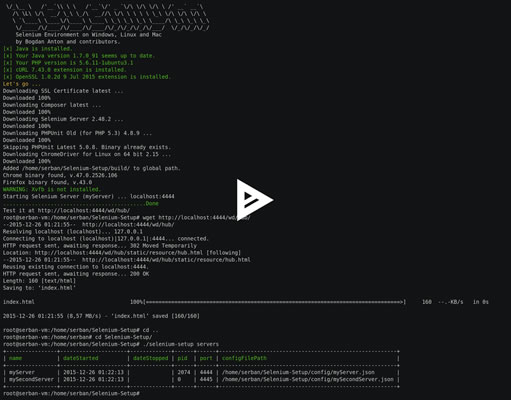 Selenium Environment on Windows, Linux and Mac
by Bogdan Anton and contributors.
[x] Java is installed.
[x] Your Java version 1.7.0_91 seems up to date.
[x] Your PHP version is 5.6.11-1ubuntu3.1
[x] cURL 7.43.0 extension is installed.
[x] OpenSSL 1.0.2d 9 Jul 2015 extension is installed.
Let's go ...
Downloading SSL Certificate latest ...
Downloaded 100%
Downloading Composer latest ...
Downloaded 100%
Downloading Selenium Server 2.48.2 ...
Downloaded 100%
Downloading PHPUnit Old (for PHP 5.3) 4.8.9 ...
Downloaded 100%
Skipping PHPUnit Latest 5.0.8. Binary already exists.
Downloading ChromeDriver for Linux on 64 bit 2.15 ...
Downloaded 100%
Added /home/serban/Selenium-Setup/build/ to global path.
Chrome binary found, v.47.0.2526.106
Firefox binary found, v.43.0
WARNING: Xvfb is not installed.
Starting Selenium Server (myServer) ... localhost:4444
............................................Done
Test it at http://localhost:4444/wd/hub/
root@serban-vm:/home/serban/Selenium-Setup# wget http://localhost:4444/wd/hub/
--2015-12-26 01:21:55-- http://localhost:4444/wd/hub/
Resolving localhost (localhost)... 127.0.0.1
Connecting to localhost (localhost)|127.0.0.1|:4444... connected.
HTTP request sent, awaiting response... 302 Moved Temporarily
Location: http://localhost:4444/wd/hub/static/resource/hub.html [following]
--2015-12-26 01:21:55-- http://localhost:4444/wd/hub/static/resource/hub.html
Reusing existing connection to localhost:4444.
HTTP request sent, awaiting response... 200 OK
Length: 160 [text/html]
Saving to: 'index.html'
index.html 100%[=====================================================>] 160 --.-KB/s in 0s
2015-12-26 01:21:55 (8,57 MB/s) - 'index.html' saved [160/160]
root@serban-vm:/home/serban/Selenium-Setup# cd ..
root@serban-vm:/home/serban# cd Selenium-Setup/
root@serban-vm:/home/serban/Selenium-Setup# ./selenium-setup servers
| name | dateStarted | dateStopped | pid | port | configFilePath |
| myServer | 2015-12-26 01:22:13 | | 2074 | 4444 | /home/serban/Selenium-Setup/config/myServer.json |
| mySecondServer | 2015-12-26 01:22:13 | | 0 | 4445 | /home/serban/Selenium-Setup/config/mySecondServer.json |
root@serban-vm:/home/serban/Selenium-Setup#